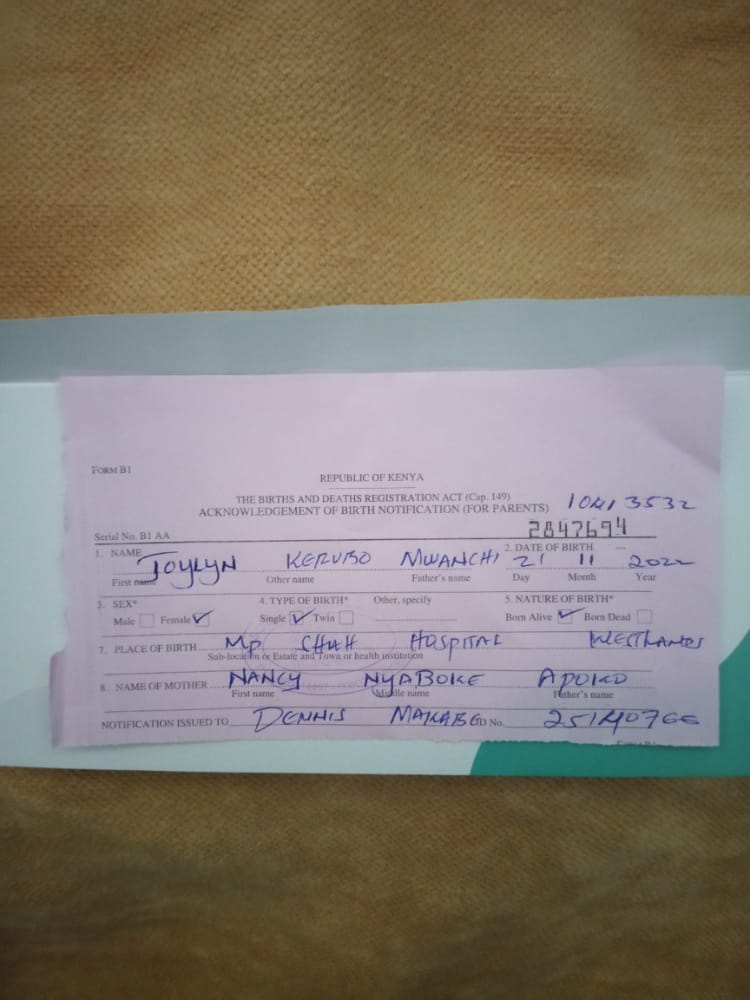 FORM B1
REPUBLIC OF KENYA
THE BIRTHS AND DEATHS REGISTRATION ACT (Cap. 149)
ACKNOWLEDGEMENT OF BIRTH NOTIFICATION (FOR PARENTS)
Serial No. B1 AA 2847694
1. NAME JOYLYN KERUBO MWANCHI 2. DATE OF BIRTH 21 11 2022
First name Other name Father's name Day Month Year
3. SEX* 4. TYPE OF BIRTH* Other, specify 5. NATURE OF BIRTH*
Male Female ✓ Single ✓ Twin Born Alive ✓ Born Dead
7. PLACE OF BIRTH MP SHAH HOSPITAL WESTLANDS
Sub-location or Estate and Town or health institution
8. NAME OF MOTHER NANCY NYABOKE
First name Middle name Father's name
NOTIFICATION ISSUED TO DENNIS ID No.